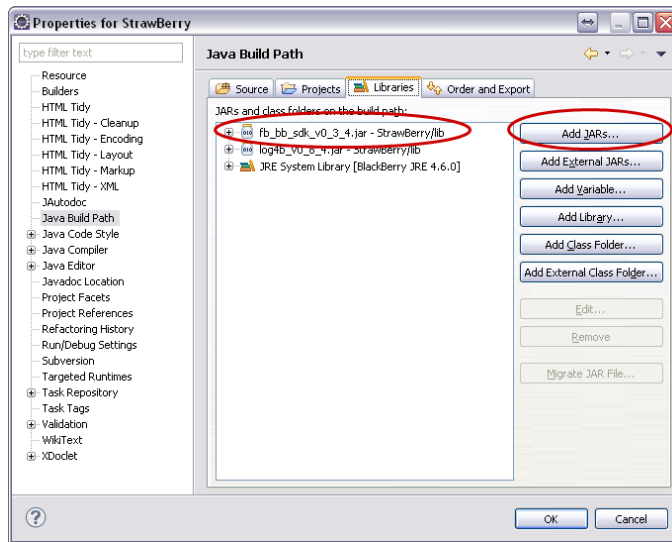 Properties for StrawBerry
type filter text
Resource
Builders
HTML Tidy
HTML Tidy - Cleanup
HTML Tidy - Encoding
HTML Tidy - Layout
HTML Tidy - Markup
HTML Tidy - XML
JAutodoc
Java Build Path
Java Code Style
Java Compiler
Java Editor
Javadoc Location
Project Facets
Project References
Refactoring History
Run/Debug Settings
Subversion
Targeted Runtimes
Task Repository
Task Tags
Validation
WikiText
XDoclet
Java Build Path
Source Projects Libraries Order and Export
JARs and class folders on the build path:
fb_bb_sdk_v0_3_4.jar - StrawBerry/lib
log4b_v0_8_4.jar - StrawBerry/lib
JRE System Library [BlackBerry JRE 4.6.0]
Add JARs...
Add External JARs...
Add Variable...
Add Library...
Add Class Folder...
Add External Class Folder...
Edit...
Remove
Migrate JAR File...
OK Cancel